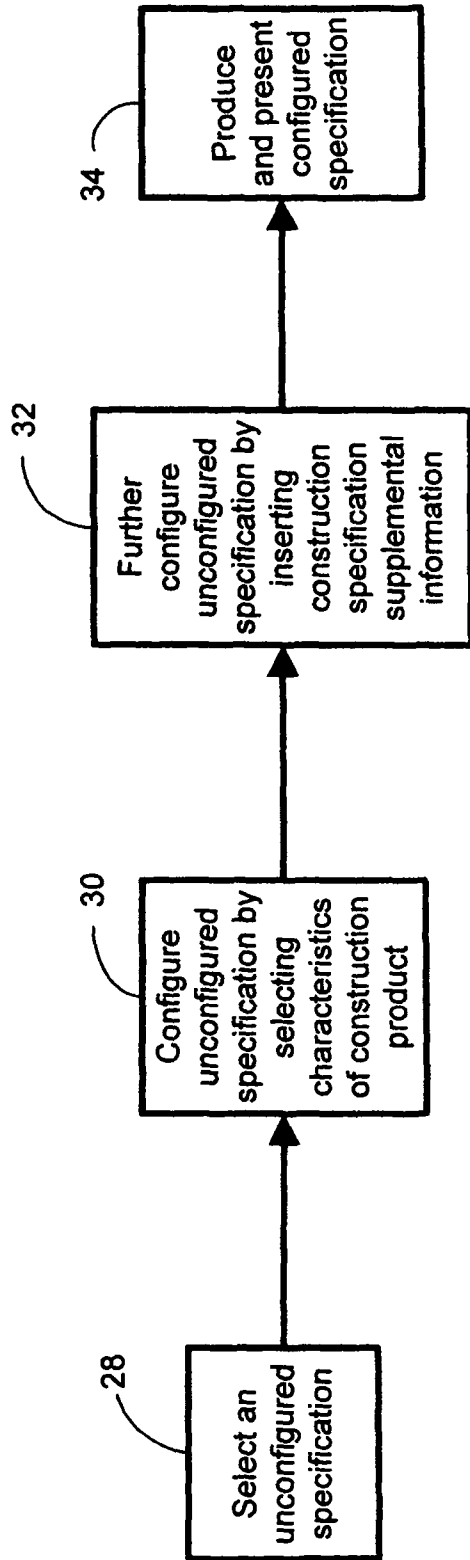 28
Select an
unconfigured
specification
30
Configure
unconfigured
specification by
selecting
characteristics
of construction
product
32
Further
configure
unconfigured
specification by
inserting
construction
specification
supplemental
information
34
Produce
and present
configured
specification